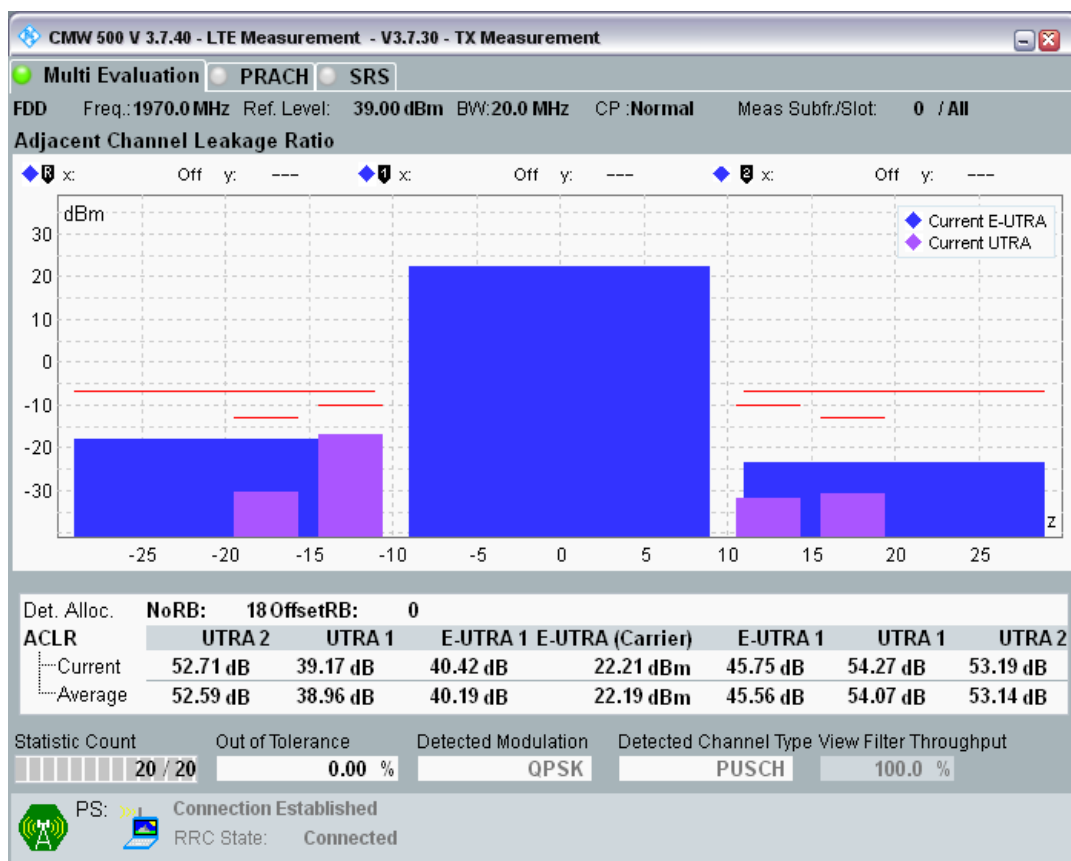 CMW 500 V 3.7.40 - LTE Measurement - V3.7.30 - TX Measurement
Multi Evaluation PRACH SRS
FDD Freq.: 1970.0 MHz Ref. Level: 39.00 dBm BW: 20.0 MHz CP : Normal Meas Subfr./Slot: 0 / All
Adjacent Channel Leakage Ratio
R x: Off y: --- 1 x: Off y: --- 2 x: Off y: ---
dBm
Current E-UTRA
Current UTRA
30
20
10
0
-10
-20
-30
z
-25 -20 -15 -10 -5 0 5 10 15 20 25
Det. Alloc. NoRB: 18 OffsetRB: 0
ACLR UTRA 2 UTRA 1 E-UTRA 1 E-UTRA (Carrier) E-UTRA 1 UTRA 1 UTRA 2
Current 52.71 dB 39.17 dB 40.42 dB 22.21 dBm 45.75 dB 54.27 dB 53.19 dB
Average 52.59 dB 38.96 dB 40.19 dB 22.19 dBm 45.56 dB 54.07 dB 53.14 dB
Statistic Count Out of Tolerance Detected Modulation Detected Channel Type View Filter Throughput
20 / 20 0.00 % QPSK PUSCH 100.0 %
PS: Connection Established
RRC State: Connected